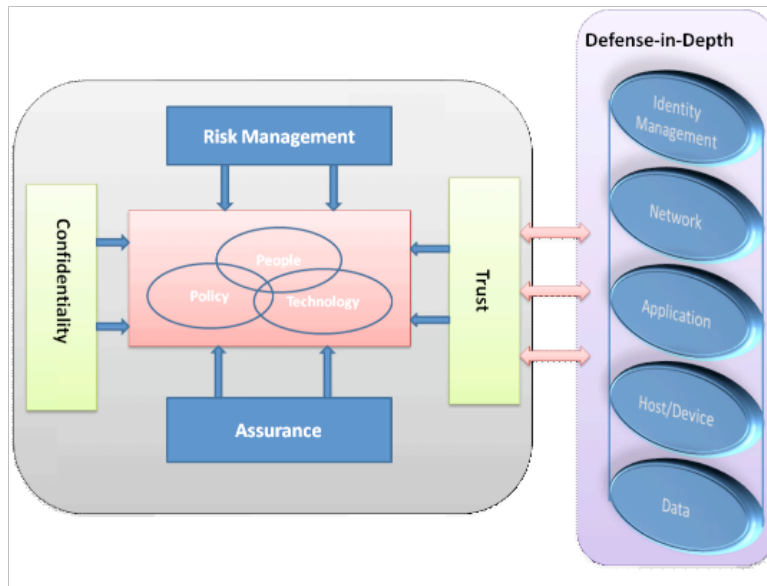 Defense-in-Depth
Risk Management
Confidentiality
People
Policy
Technology
Trust
Assurance
Identity
Management
Network
Application
Host/Device
Data